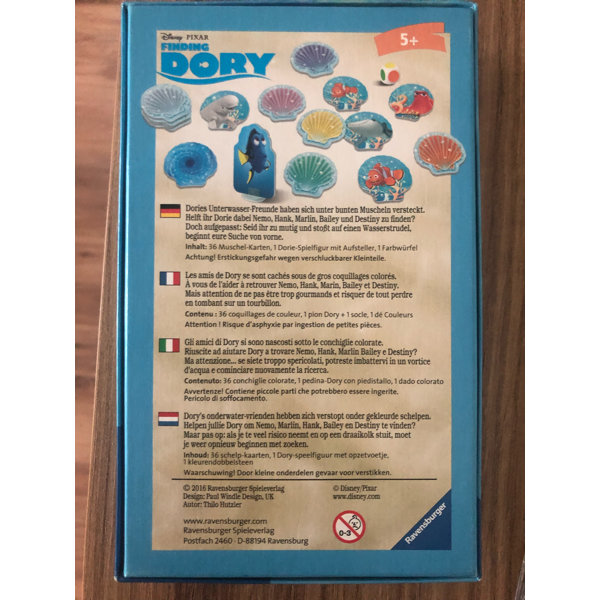 Disney PIXAR
FINDING
DORY
5+
Dories Unterwasser-Freunde haben sich unter bunten Muscheln versteckt.
Helft ihr Dorie dabei Nemo, Hank, Marlin, Bailey und Destiny zu finden?
Doch aufgepasst: Seid ihr zu mutig und stoßt auf einen Wasserstrudel,
beginnt eure Suche von vorne.
Inhalt: 36 Muschel-Karten, 1 Dorie-Spielfigur mit Aufsteller, 1 Farbwürfel
Achtung! Erstickungsgefahr wegen verschluckbarer Kleinteile.
Les amis de Dory se sont cachés sous de gros coquillages colorés.
À vous de l'aider à retrouver Nemo, Hank, Marin, Bailey et Destiny.
Mais attention de ne pas être trop gourmands et risquer de tout perdre
en tombant sur un tourbillon.
Contenu : 36 coquillages de couleur, 1 pion Dory + 1 socle, 1 dé Couleurs
Attention ! Risque d'asphyxie par ingestion de petites pièces.
Gli amici di Dory si sono nascosti sotto le conchiglie colorate.
Riuscite ad aiutare Dory a trovare Nemo, Hank, Marlin Bailey e Destiny?
Ma attenzione... se siete troppo spericolati, potreste imbattervi in un vortice
d'acqua e cominciare nuovamente la ricerca.
Contenuto: 36 conchiglie colorate, 1 pedina-Dory con piedistallo, 1 dado colorato
Avvertenze! Contiene piccole parti che potrebbero essere ingerite.
Pericolo di soffocamento.
Dory's onderwater-vrienden hebben zich verstopt onder gekleurde schelpen.
Helpen jullie Dory om Nemo, Marlin, Hank, Bailey en Destiny te vinden?
Maar pas op: als je te veel risico neemt en op een draaikolk stuit, moet
je weer opnieuw beginnen met zoeken.
Inhoud: 36 schelp-kaarten, 1 Dory-speelfiguur met opzetvoetje,
1 kleurendobbelsteen
Waarschuwing! Door kleine onderdelen gevaar voor verstikken.
© 2016 Ravensburger Spieleverlag
Design: Paul Windle Design, UK
Autor: Thilo Hutzler
© Disney/Pixar
www.disney.com
www.ravensburger.com
Ravensburger Spieleverlag
Postfach 2460 · D-88194 Ravensburg
0-3
Ravensburger